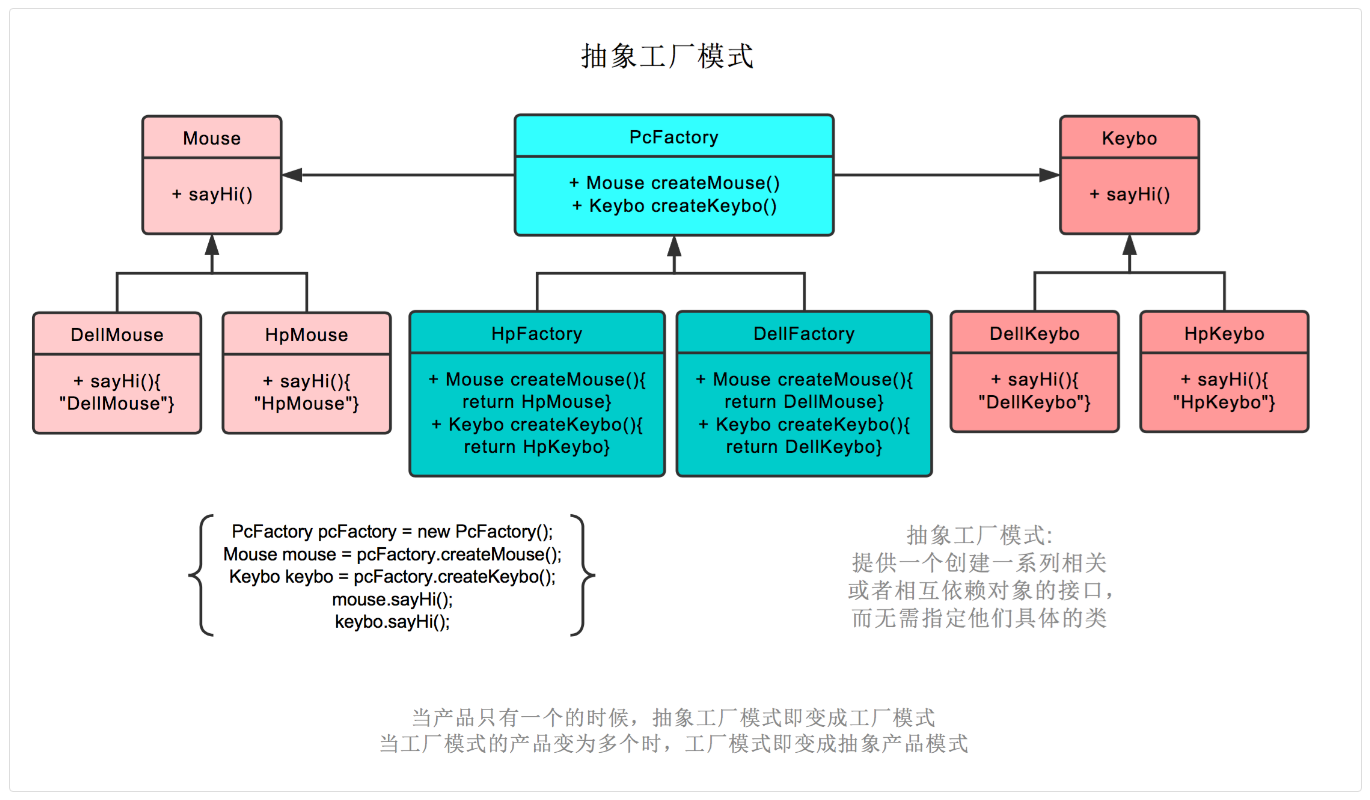 抽象工厂模式
Mouse
+ sayHi()
PcFactory
+ Mouse createMouse()
+ Keybo createKeybo()
Keybo
+ sayHi()
DellMouse
+ sayHi(){
"DellMouse"}
HpMouse
+ sayHi(){
"HpMouse"}
HpFactory
+ Mouse createMouse(){
return HpMouse}
+ Keybo createKeybo(){
return HpKeybo}
DellFactory
+ Mouse createMouse(){
return DellMouse}
+ Keybo createKeybo(){
return DellKeybo}
DellKeybo
+ sayHi(){
"DellKeybo"}
HpKeybo
+ sayHi(){
"HpKeybo"}
PcFactory pcFactory = new PcFactory();
Mouse mouse = pcFactory.createMouse();
Keybo keybo = pcFactory.createKeybo();
mouse.sayHi();
keybo.sayHi();
抽象工厂模式:
提供一个创建一系列相关
或者相互依赖对象的接口，
而无需指定他们具体的类
当产品只有一个的时候，抽象工厂模式即变成工厂模式
当工厂模式的产品变为多个时，工厂模式即变成抽象产品模式